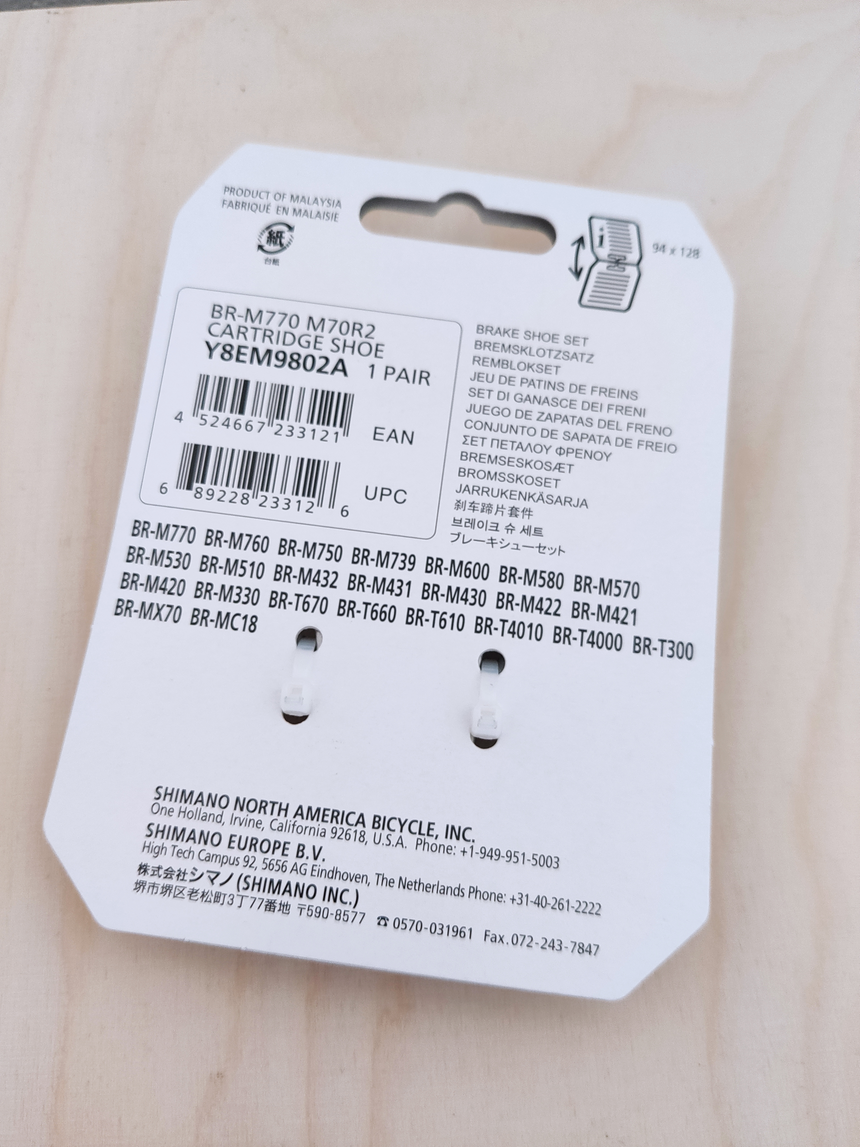 PRODUCT OF MALAYSIA
FABRIQUÉ EN MALAISIE
紙
台紙
i
94 x 128
BR-M770 M70R2
CARTRIDGE SHOE
Y8EM9802A 1 PAIR
4 524667 233121 EAN
6 89228 23312 6 UPC
BRAKE SHOE SET
BREMSKLOTZSATZ
REMBLOKSET
JEU DE PATINS DE FREINS
SET DI GANASCE DEI FRENI
JUEGO DE ZAPATAS DEL FRENO
CONJUNTO DE SAPATA DE FREIO
ΣΕΤ ΠΕΤΑΛΟΥ ΦΡΕΝΟΥ
BREMSESKOSÆT
BROMSSKOSET
JARRUKENKÄSARJA
刹车蹄片套件
브레이크 슈 세트
ブレーキシューセット
BR-M770 BR-M760 BR-M750 BR-M739 BR-M600 BR-M580 BR-M570
BR-M530 BR-M510 BR-M432 BR-M431 BR-M430 BR-M422 BR-M421
BR-M420 BR-M330 BR-T670 BR-T660 BR-T610 BR-T4010 BR-T4000 BR-T300
BR-MX70 BR-MC18
SHIMANO NORTH AMERICA BICYCLE, INC.
One Holland, Irvine, California 92618, U.S.A. Phone: +1-949-951-5003
SHIMANO EUROPE B.V.
High Tech Campus 92, 5656 AG Eindhoven, The Netherlands Phone: +31-40-261-2222
株式会社シマノ (SHIMANO INC.)
堺市堺区老松町3丁77番地 〒590-8577 ☎ 0570-031961 Fax.072-243-7847